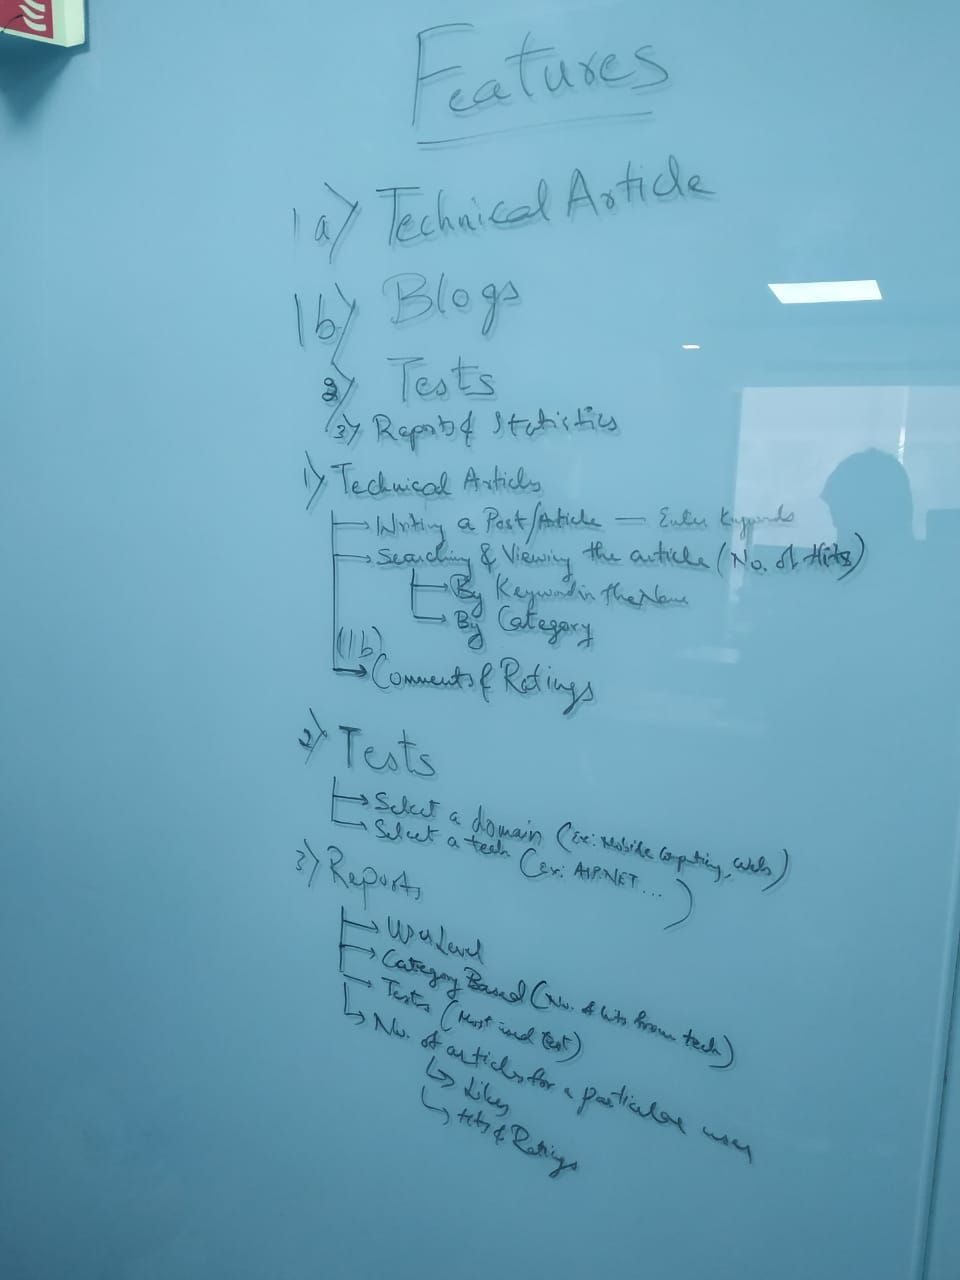 Features
1a) Technical Article
1b) Blogs
2) Tests
3) Reports & Statistics
1) Technical Articles
→ Writing a Post/Article — Enter Keywords
→ Searching & Viewing the article (No. of Hits)
→ By Keyword in the Name
→ By Category
(1b)
→ Comments & Ratings
2) Tests
→ Select a domain (Ex: Mobile Computing, Web)
→ Select a tech (Ex: ASP.NET ...)
3) Reports
→ User Level
→ Category Based (No. of hits from tech)
→ Tests (Most used test)
→ No. of articles for a particular user
→ Likes
→ Hits & Ratings